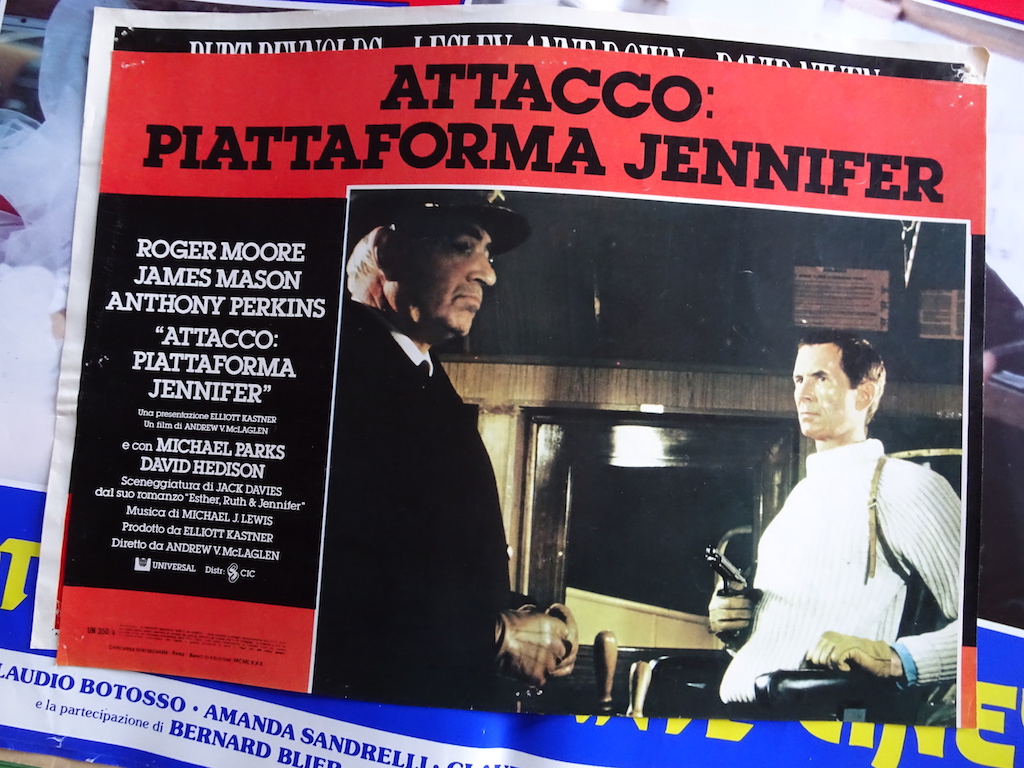 ATTACCO:
PIATTAFORMA JENNIFER
ROGER MOORE
JAMES MASON
ANTHONY PERKINS
"ATTACCO:
PIATTAFORMA
JENNIFER"
Una presentazione ELLIOTT KASTNER
Un film di ANDREW V. McLAGLEN
e con MICHAEL PARKS
DAVID HEDISON
Sceneggiatura di JACK DAVIES
dal suo romanzo "Esther, Ruth & Jennifer"
Musica di MICHAEL J. LEWIS
Prodotto da ELLIOTT KASTNER
Diretto da ANDREW V. McLAGLEN
UNIVERSAL Distr: CIC
LAUDIO BOTOSSO · AMANDA SANDRELLI ·
e la partecipazione di BERNARD BLIER